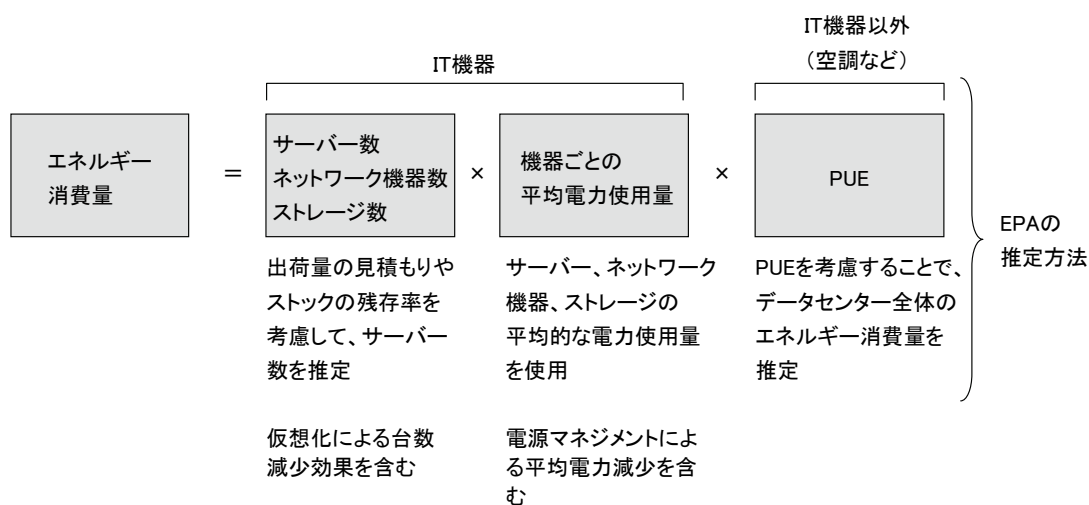 IT機器以外
（空調など）
IT機器
エネルギー
消費量
＝
サーバー数
ネットワーク機器数
ストレージ数
×
機器ごとの
平均電力使用量
×
PUE
EPAの
推定方法
出荷量の見積もりや
ストックの残存率を
考慮して、サーバー
数を推定
サーバー、ネットワーク
機器、ストレージの
平均的な電力使用量
を使用
PUEを考慮することで、
データセンター全体の
エネルギー消費量を
推定
仮想化による台数
減少効果を含む
電源マネジメントによ
る平均電力減少を含
む